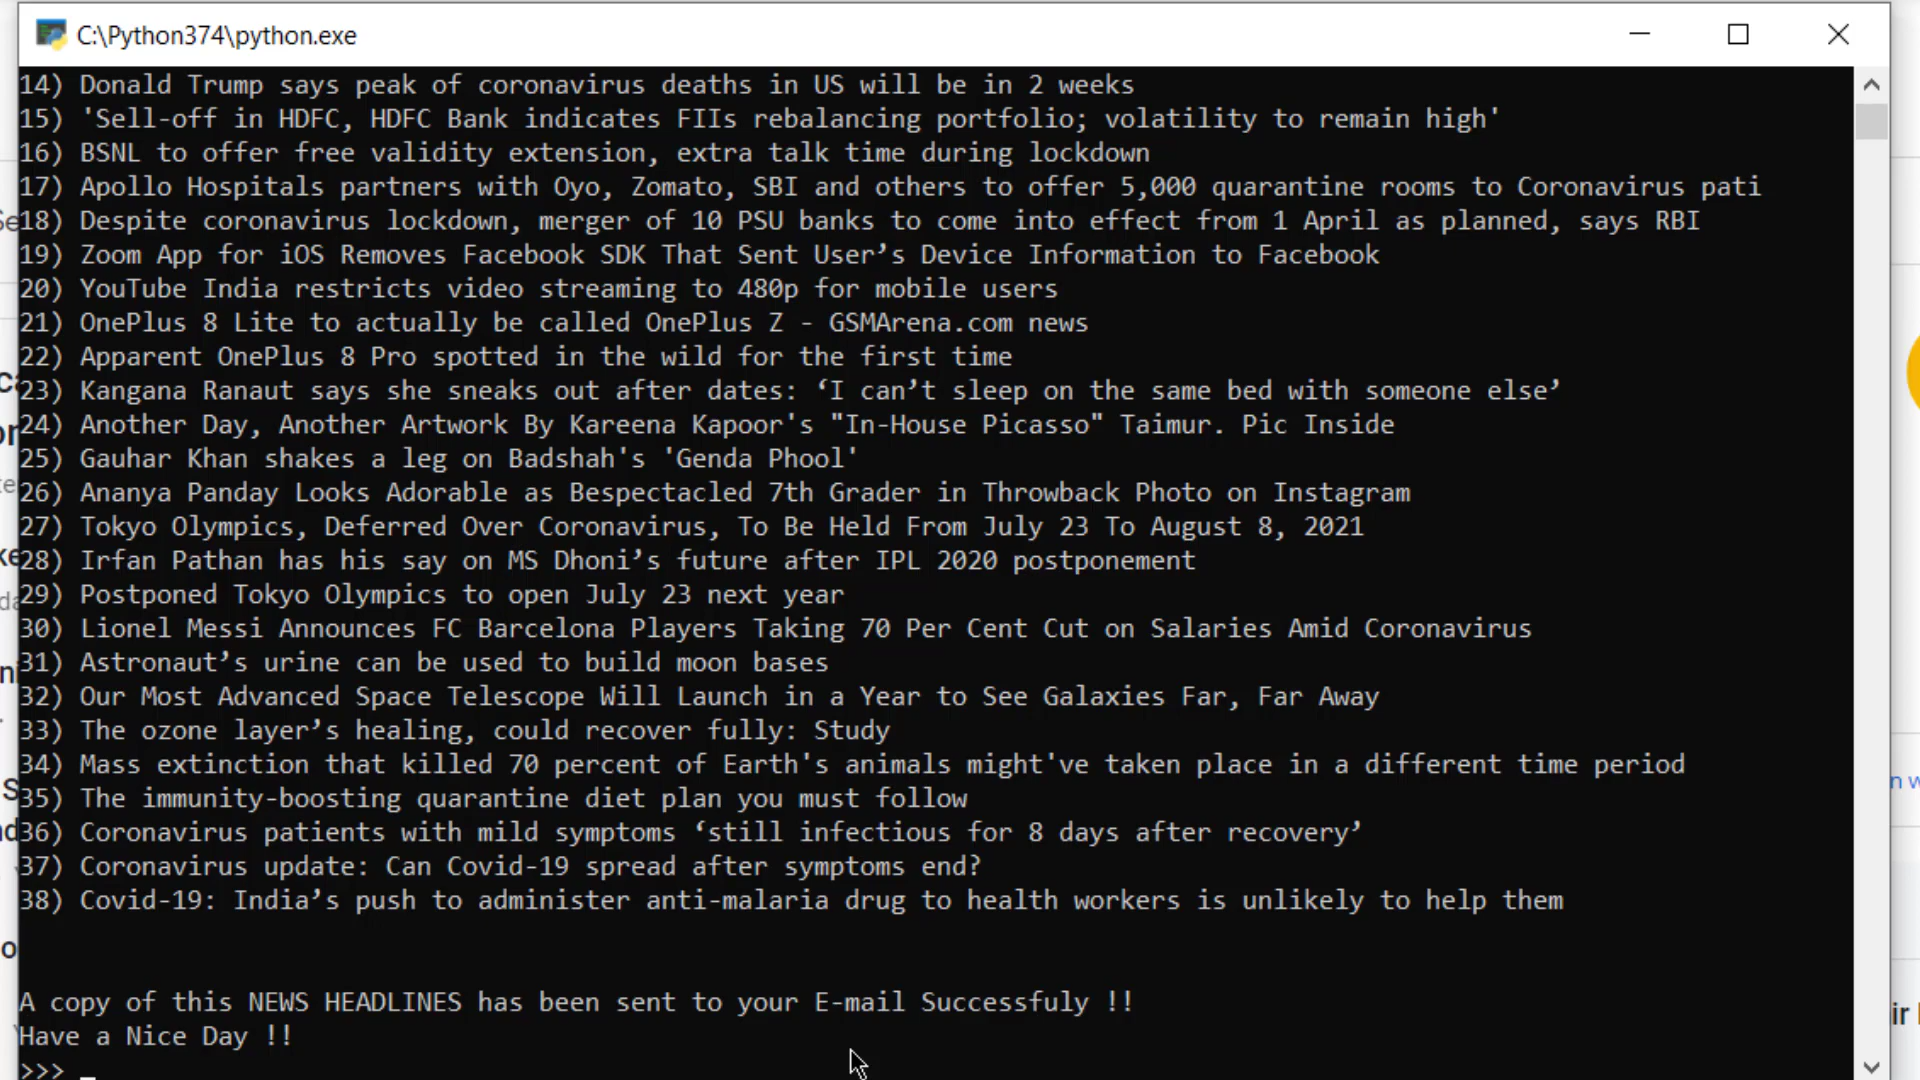 C:\Python374\python.exe
14) Donald Trump says peak of coronavirus deaths in US will be in 2 weeks
15) 'Sell-off in HDFC, HDFC Bank indicates FIIs rebalancing portfolio; volatility to remain high'
16) BSNL to offer free validity extension, extra talk time during lockdown
17) Apollo Hospitals partners with Oyo, Zomato, SBI and others to offer 5,000 quarantine rooms to Coronavirus pati
18) Despite coronavirus lockdown, merger of 10 PSU banks to come into effect from 1 April as planned, says RBI
19) Zoom App for iOS Removes Facebook SDK That Sent User’s Device Information to Facebook
20) YouTube India restricts video streaming to 480p for mobile users
21) OnePlus 8 Lite to actually be called OnePlus Z - GSMArena.com news
22) Apparent OnePlus 8 Pro spotted in the wild for the first time
23) Kangana Ranaut says she sneaks out after dates: ‘I can’t sleep on the same bed with someone else’
24) Another Day, Another Artwork By Kareena Kapoor's "In-House Picasso" Taimur. Pic Inside
25) Gauhar Khan shakes a leg on Badshah's 'Genda Phool'
26) Ananya Panday Looks Adorable as Bespectacled 7th Grader in Throwback Photo on Instagram
27) Tokyo Olympics, Deferred Over Coronavirus, To Be Held From July 23 To August 8, 2021
28) Irfan Pathan has his say on MS Dhoni’s future after IPL 2020 postponement
29) Postponed Tokyo Olympics to open July 23 next year
30) Lionel Messi Announces FC Barcelona Players Taking 70 Per Cent Cut on Salaries Amid Coronavirus
31) Astronaut’s urine can be used to build moon bases
32) Our Most Advanced Space Telescope Will Launch in a Year to See Galaxies Far, Far Away
33) The ozone layer’s healing, could recover fully: Study
34) Mass extinction that killed 70 percent of Earth's animals might've taken place in a different time period
35) The immunity-boosting quarantine diet plan you must follow
36) Coronavirus patients with mild symptoms ‘still infectious for 8 days after recovery’
37) Coronavirus update: Can Covid-19 spread after symptoms end?
38) Covid-19: India’s push to administer anti-malaria drug to health workers is unlikely to help them
A copy of this NEWS HEADLINES has been sent to your E-mail Successfuly !!
Have a Nice Day !!
>>> _